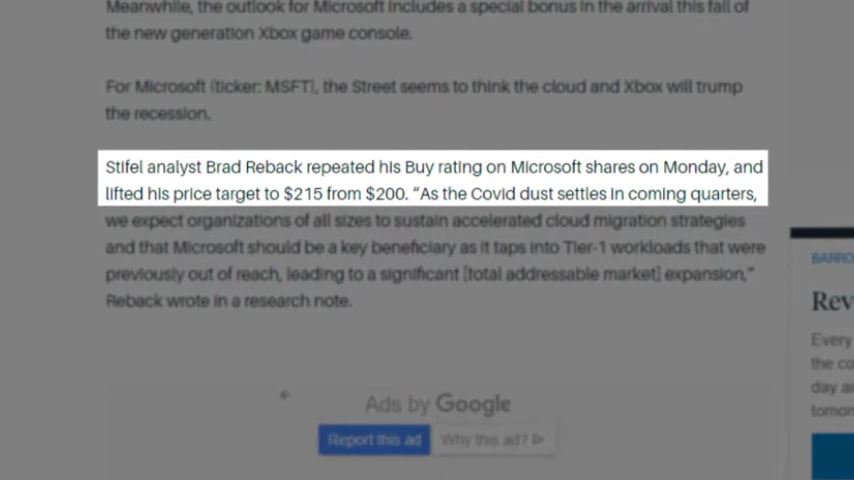 Meanwhile, the outlook for Microsoft includes a special bonus in the arrival this fall of
the new generation Xbox game console.
For Microsoft (ticker: MSFT), the Street seems to think the cloud and Xbox will trump
the recession.
Stifel analyst Brad Reback repeated his Buy rating on Microsoft shares on Monday, and
lifted his price target to $215 from $200. “As the Covid dust settles in coming quarters,
we expect organizations of all sizes to sustain accelerated cloud migration strategies
and that Microsoft should be a key beneficiary as it taps into Tier-1 workloads that were
previously out of reach, leading to a significant [total addressable market] expansion,”
Reback wrote in a research note.
Ads by Google
Report this ad
Why this ad?
BARRO
Rev
Every
the co
day a
tomor